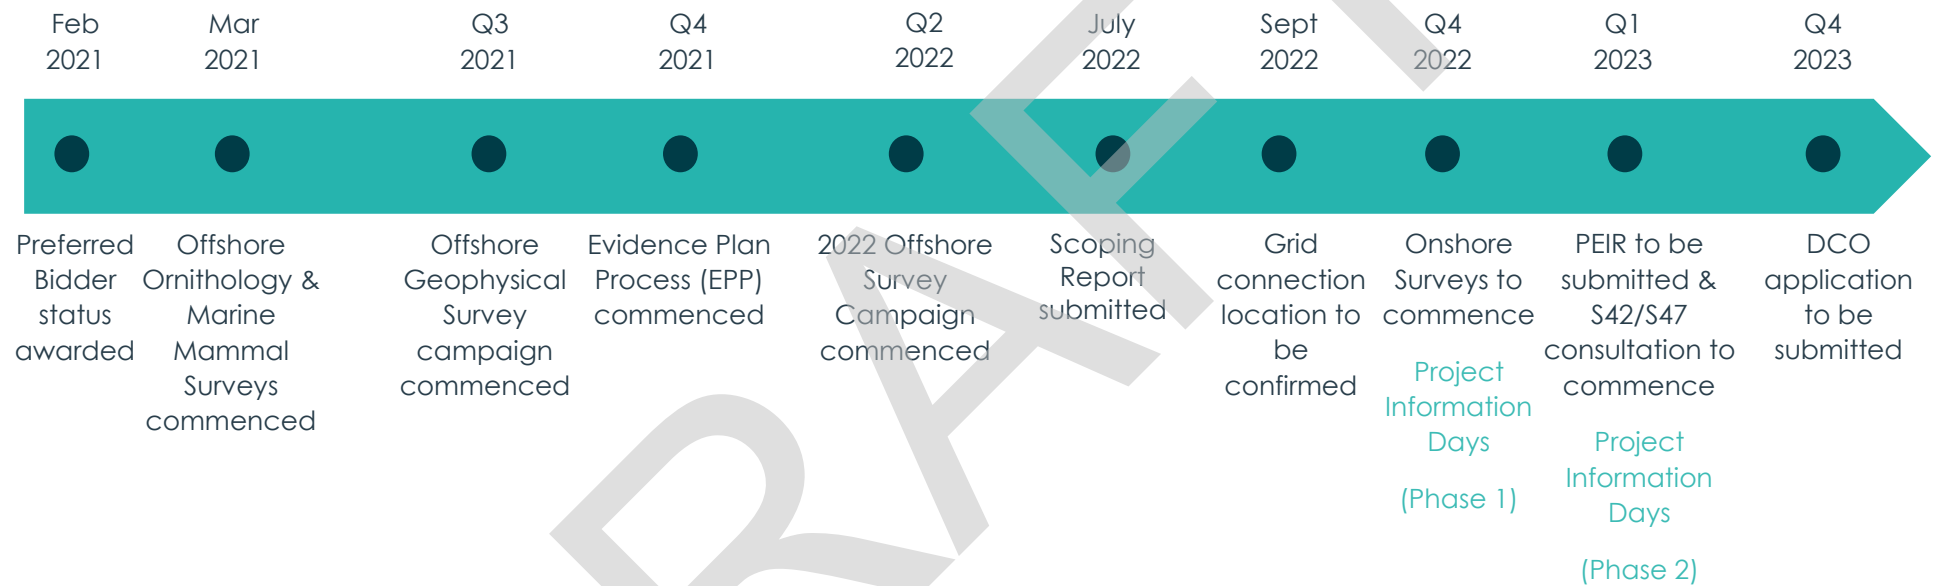 Feb
2021
Mar
2021
Q3
2021
Q4
2021
Q2
2022
July
2022
Sept
2022
Q4
2022
Q1
2023
Q4
2023
Preferred
Bidder
status
awarded
Offshore
Ornithology &
Marine
Mammal
Surveys
commenced
Offshore
Geophysical
Survey
campaign
commenced
Evidence Plan
Process (EPP)
commenced
2022 Offshore
Survey
Campaign
commenced
Scoping
Report
submitted
Grid
connection
location to
be
confirmed
Onshore
Surveys to
commence
Project
Information
Days
(Phase 1)
PEIR to be
submitted &
S42/S47
consultation to
commence
Project
Information
Days
(Phase 2)
DCO
application
to be
submitted
RAF